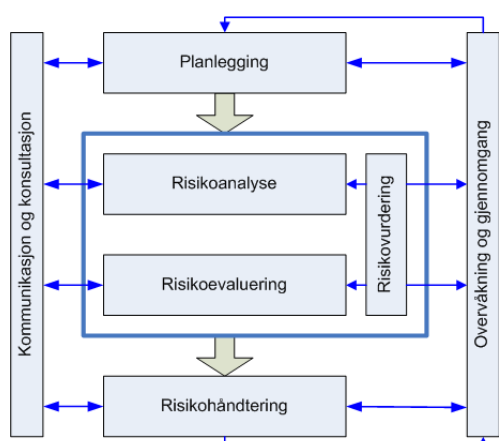 Kommunikasjon og konsultasjon
Planlegging
Risikoanalyse
Risikoevaluering
Risikovurdering
Risikohåndtering
Overvåkning og gjennomgang